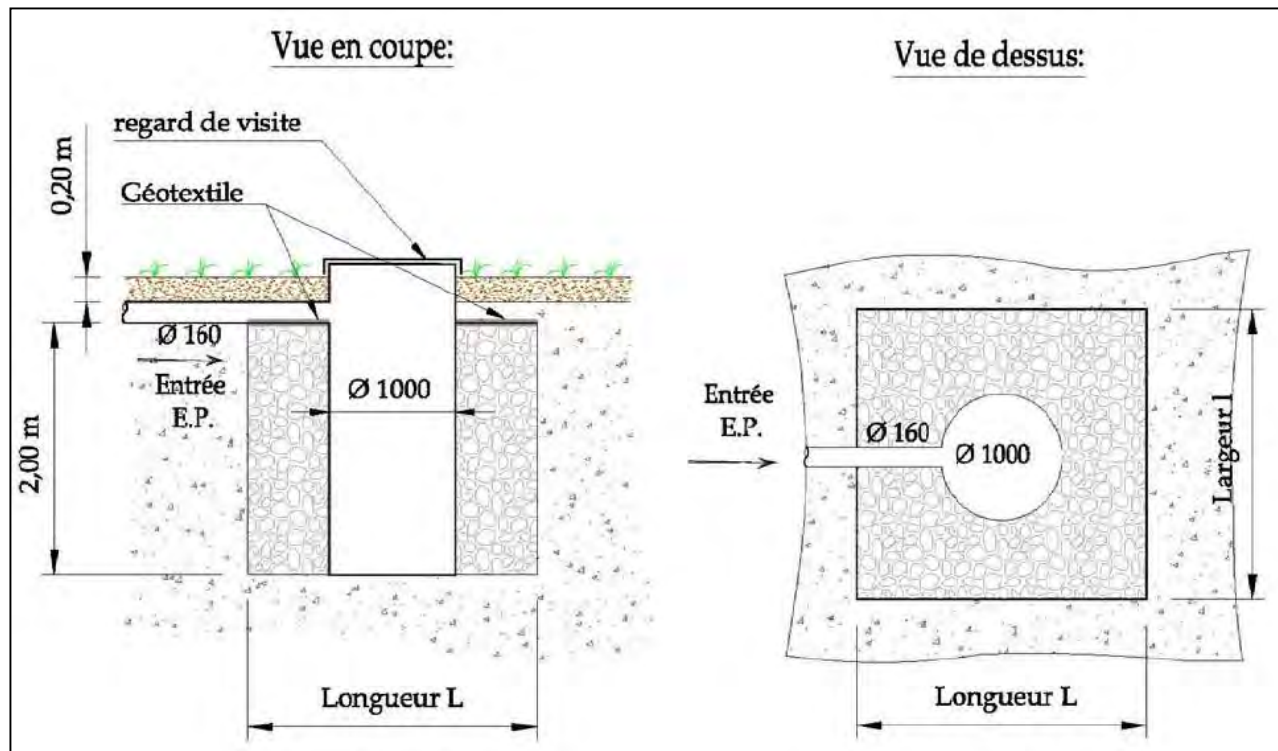 Vue en coupe:
regard de visite
0,20 m
Géotextile
Ø 160
Entrée
E.P.
Ø 1000
2,00 m
Longueur L
Vue de dessus:
Entrée
E.P.
Ø 160
Ø 1000
Largeur l
Longueur L